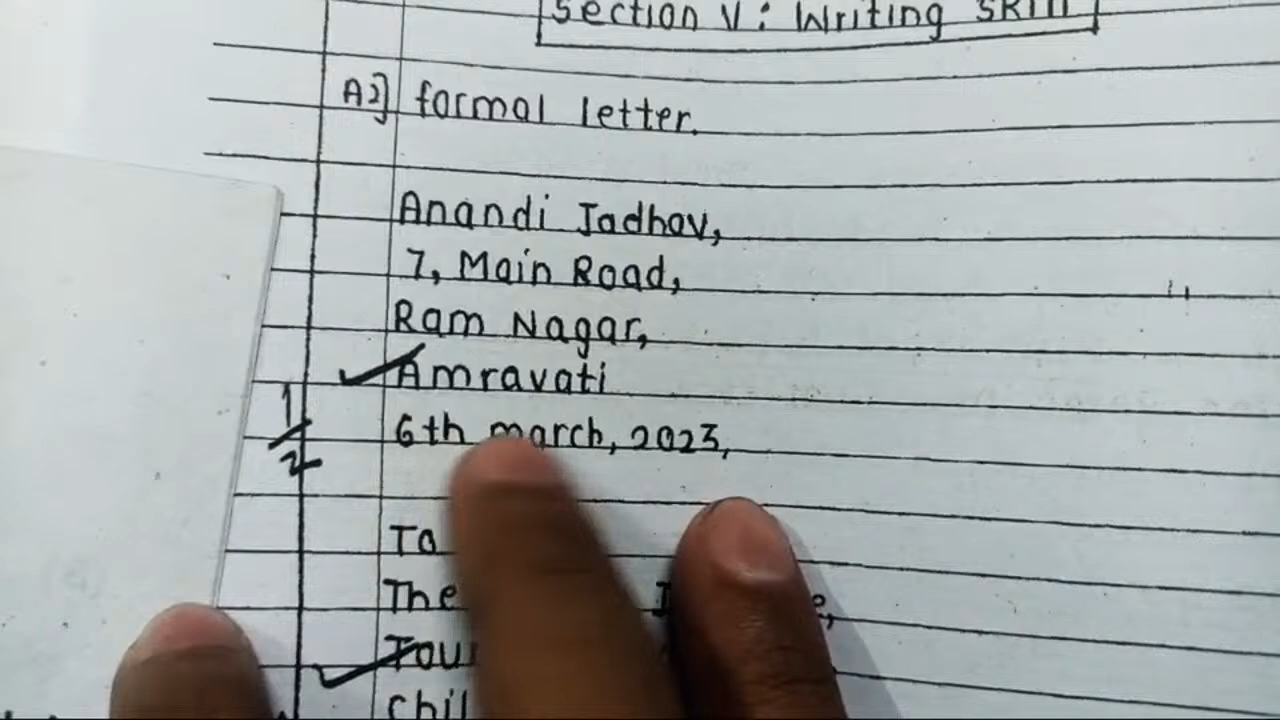 Section V: Writing Skill
A2] formal letter.
Anandi Jadhav,
7, Main Road,
Ram Nagar,
Amravati
6th march, 2023,
1/2
To
The